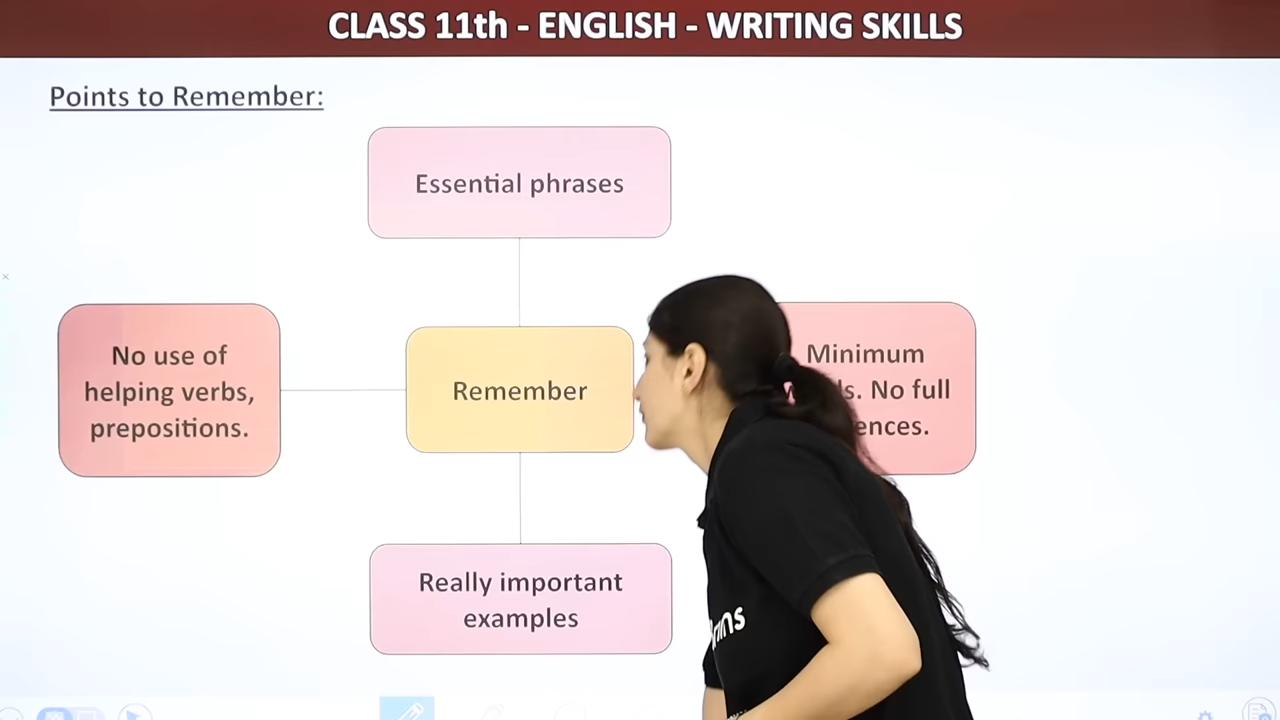 CLASS 11th - ENGLISH - WRITING SKILLS
Points to Remember:
Essential phrases
No use of
helping verbs,
prepositions.
Remember
Minimum
No full
Really important
examples